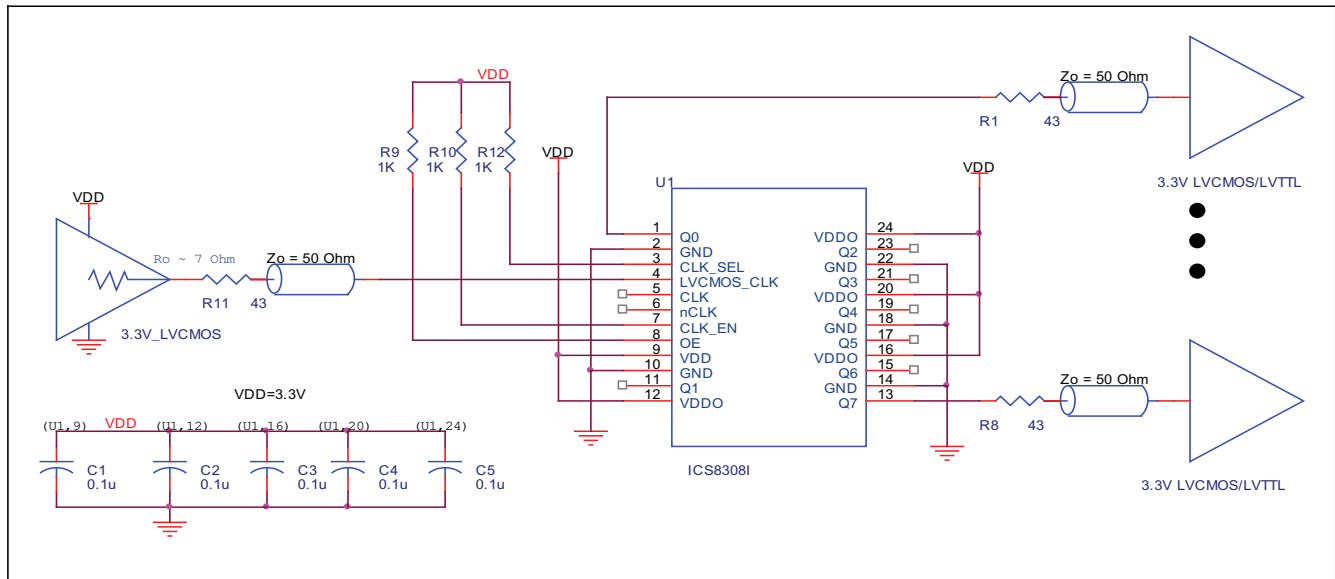 VDD
R9
1K
R10
1K
R12
1K
VDD
R1
43
Zo = 50 Ohm
3.3V LVCMOS/LVTTL
VDD
Ro ~ 7 Ohm
R11
43
Zo = 50 Ohm
3.3V_LVCMOS
U1
1
Q0
2
GND
3
CLK_SEL
4
LVCMOS_CLK
5
CLK
6
nCLK
7
CLK_EN
8
OE
9
VDD
10
GND
11
Q1
12
VDDO
24
VDDO
23
Q2
22
GND
21
Q3
20
VDDO
19
Q4
18
GND
17
Q5
16
VDDO
15
Q6
14
GND
13
Q7
ICS8308I
VDD
R8
43
Zo = 50 Ohm
3.3V LVCMOS/LVTTL
VDD=3.3V
(U1,9)
VDD
(U1,12)
(U1,16)
(U1,20)
(U1,24)
C1
0.1u
C2
0.1u
C3
0.1u
C4
0.1u
C5
0.1u